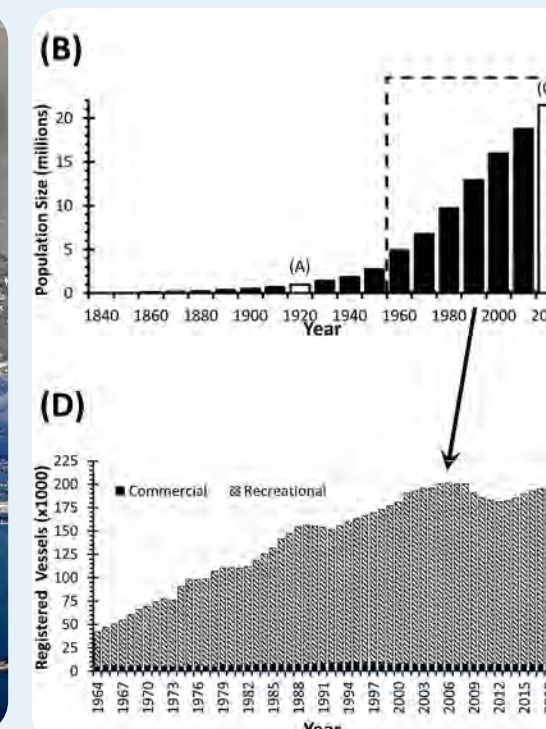 (B)
(C
20
15
10
5
0
Population Size (millions)
(A)
1840 1860 1880 1900 1920 1940 1960 1980 2000 20
Year
(D)
225
200
175
150
125
100
75
50
25
0
Registered Vessels (x1000)
Commercial Recreational
1964 1967 1970 1973 1976 1979 1982 1985 1988 1991 1994 1997 2000 2003 2006 2009 2012 2015
Year